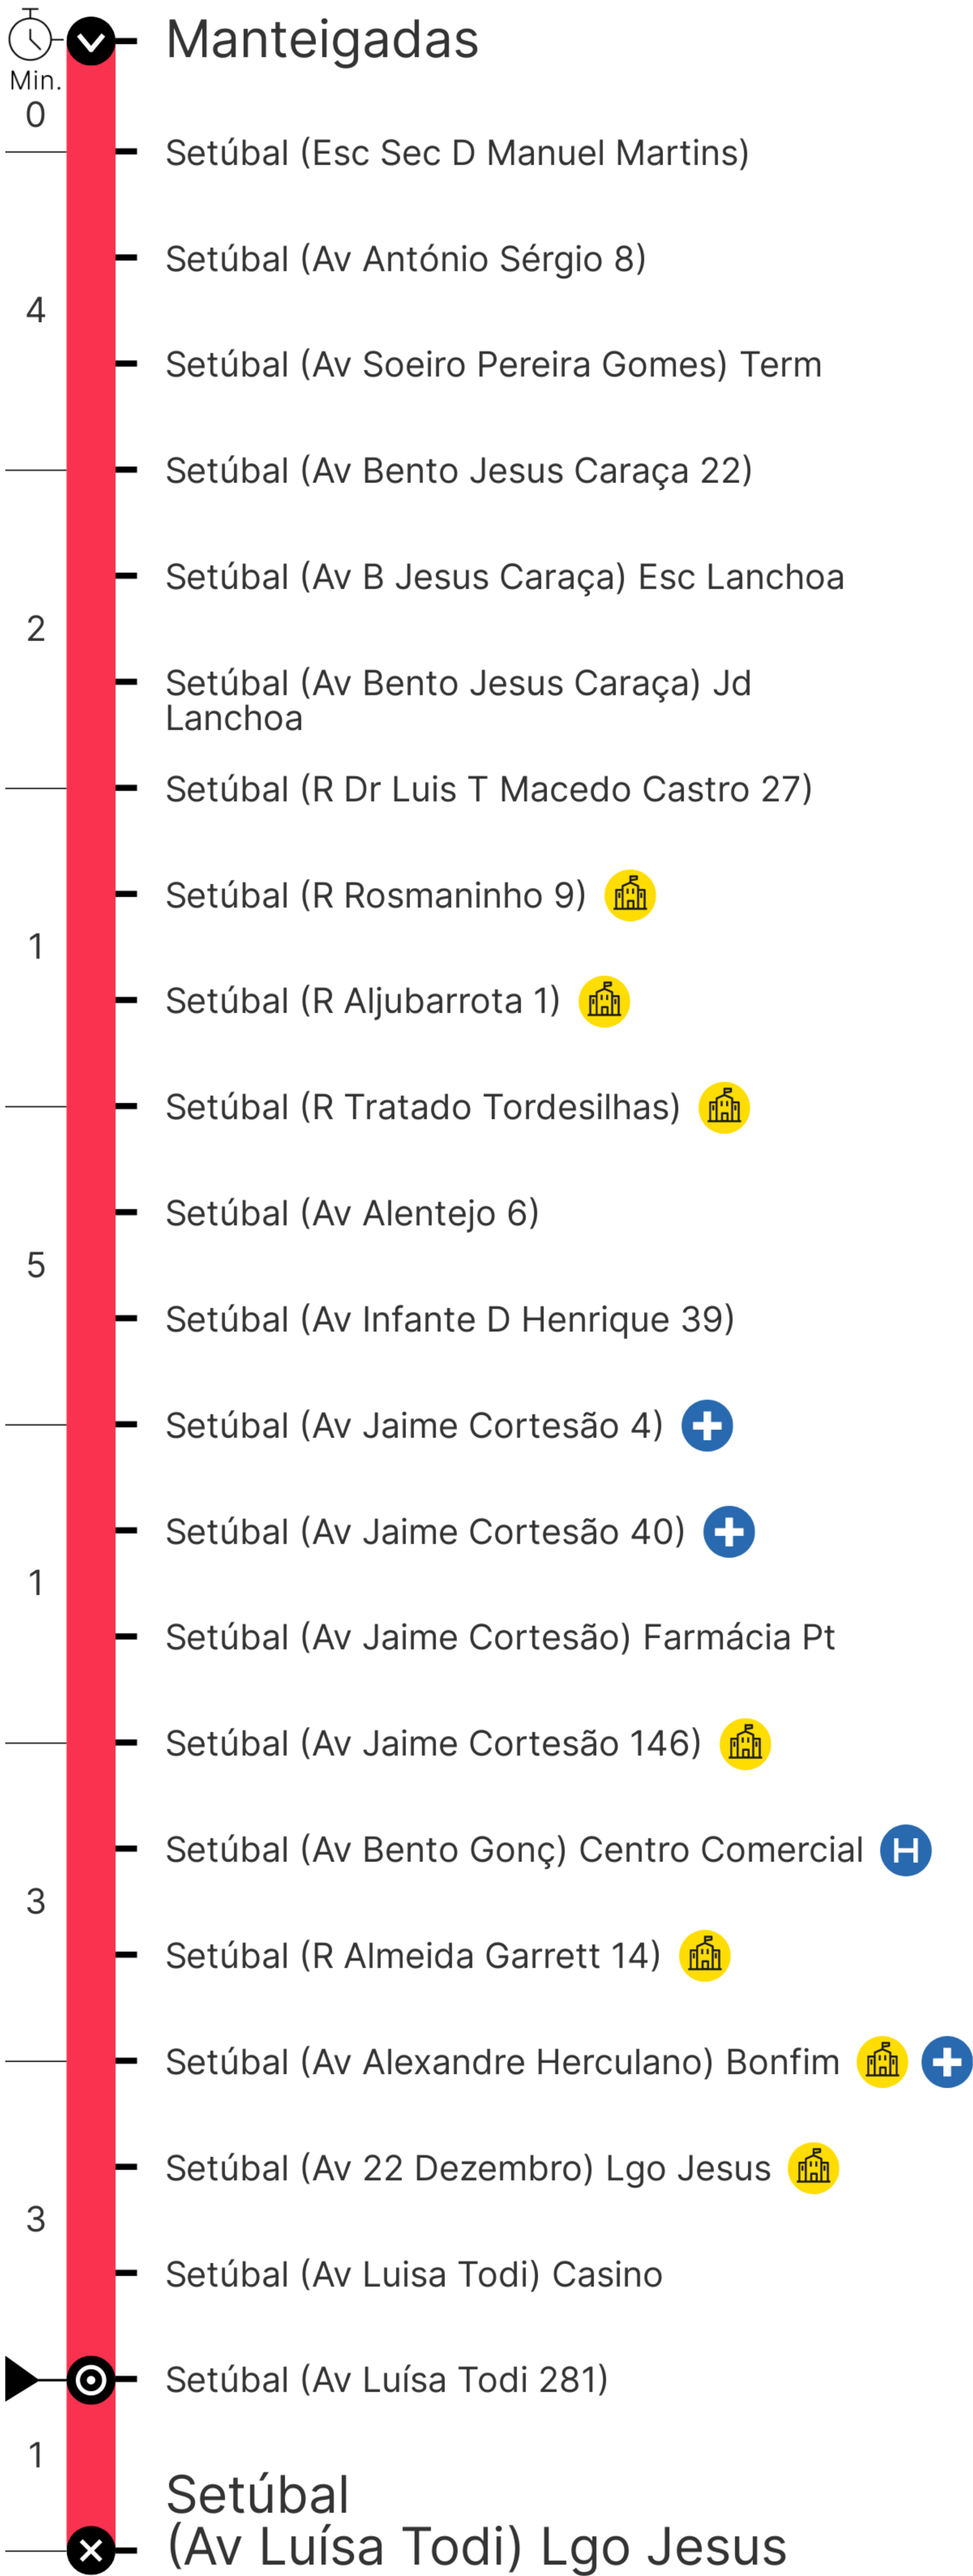 Manteigadas
Min.
0
Setúbal (Esc Sec D Manuel Martins)
Setúbal (Av António Sérgio 8)
4
Setúbal (Av Soeiro Pereira Gomes) Term
Setúbal (Av Bento Jesus Caraça 22)
Setúbal (Av B Jesus Caraça) Esc Lanchoa
2
Setúbal (Av Bento Jesus Caraça) Jd
Lanchoa
Setúbal (R Dr Luis T Macedo Castro 27)
Setúbal (R Rosmaninho 9)
1
Setúbal (R Aljubarrota 1)
Setúbal (R Tratado Tordesilhas)
Setúbal (Av Alentejo 6)
5
Setúbal (Av Infante D Henrique 39)
Setúbal (Av Jaime Cortesão 4)
Setúbal (Av Jaime Cortesão 40)
1
Setúbal (Av Jaime Cortesão) Farmácia Pt
Setúbal (Av Jaime Cortesão 146)
Setúbal (Av Bento Gonç) Centro Comercial H
3
Setúbal (R Almeida Garrett 14)
Setúbal (Av Alexandre Herculano) Bonfim
Setúbal (Av 22 Dezembro) Lgo Jesus
3
Setúbal (Av Luisa Todi) Casino
Setúbal (Av Luísa Todi 281)
1
Setúbal
(Av Luísa Todi) Lgo Jesus